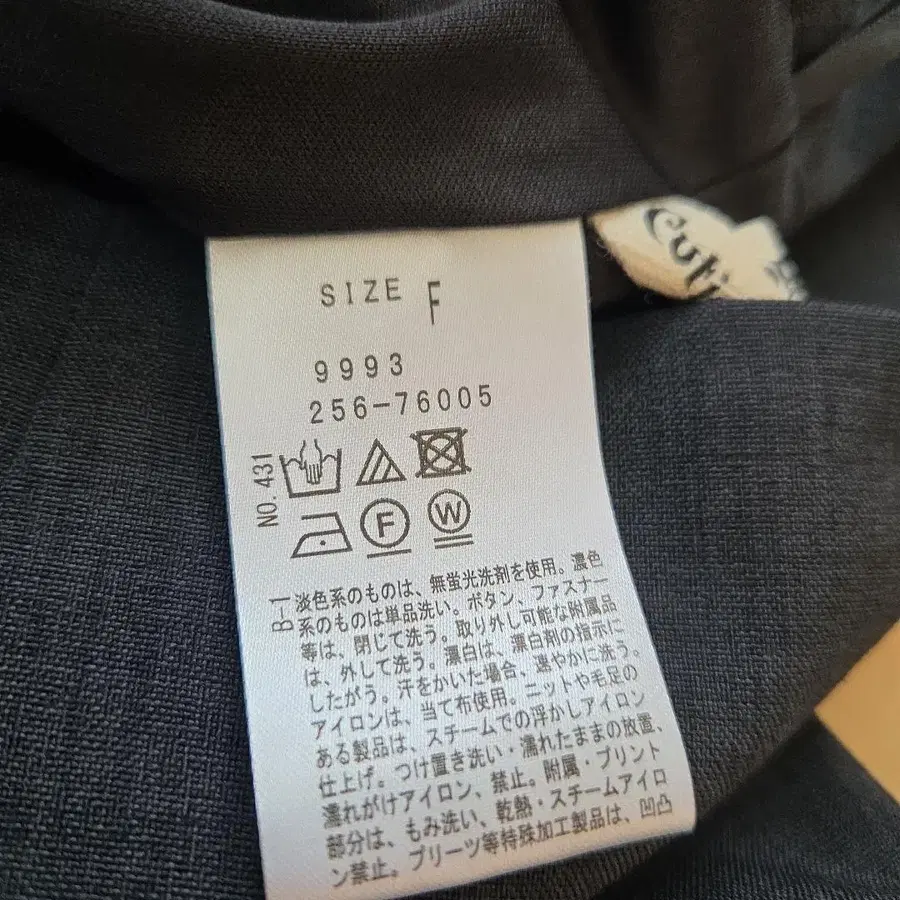 SIZE F
9993
256-76005
NO.431
F
W
B-1
淡色系のものは、無蛍光洗剤を使用。濃色
系のものは単品洗い。ボタン、ファスナー
等は、閉じて洗う。取り外し可能な附属品
は、外して洗う。漂白は、漂白剤の指示に
したがう。汗をかいた場合、速やかに洗う。
アイロンは、当て布使用。ニットや毛足の
ある製品は、スチームでの浮かしアイロン
仕上げ。つけ置き洗い・濡れたままの放置、
濡れがけアイロン、禁止。附属・プリント
部分は、もみ洗い、乾熱・スチームアイロ
ン禁止。プリーツ等特殊加工製品は、凹凸